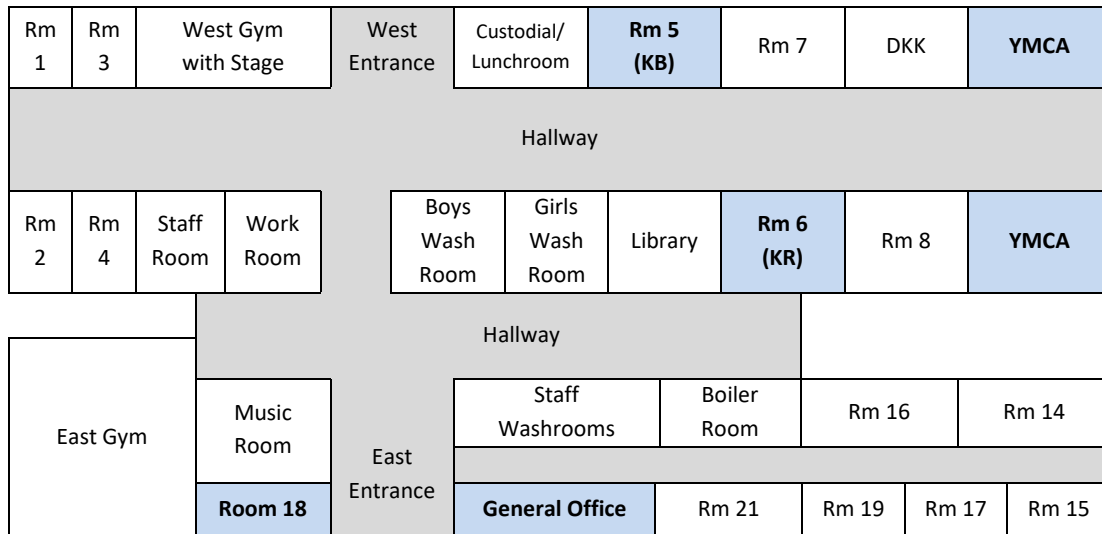 Rm
1
Rm
3
West Gym
with Stage
West
Entrance
Custodial/
Lunchroom
Rm 5
(KB)
Rm 7
DKK
YMCA
Hallway
Rm
2
Rm
4
Staff
Room
Work
Room
Boys
Wash
Room
Girls
Wash
Room
Library
Rm 6
(KR)
Rm 8
YMCA
Hallway
East Gym
Music
Room
East
Entrance
Staff
Washrooms
Boiler
Room
Rm 16
Rm 14
Room 18
General Office
Rm 21
Rm 19
Rm 17
Rm 15